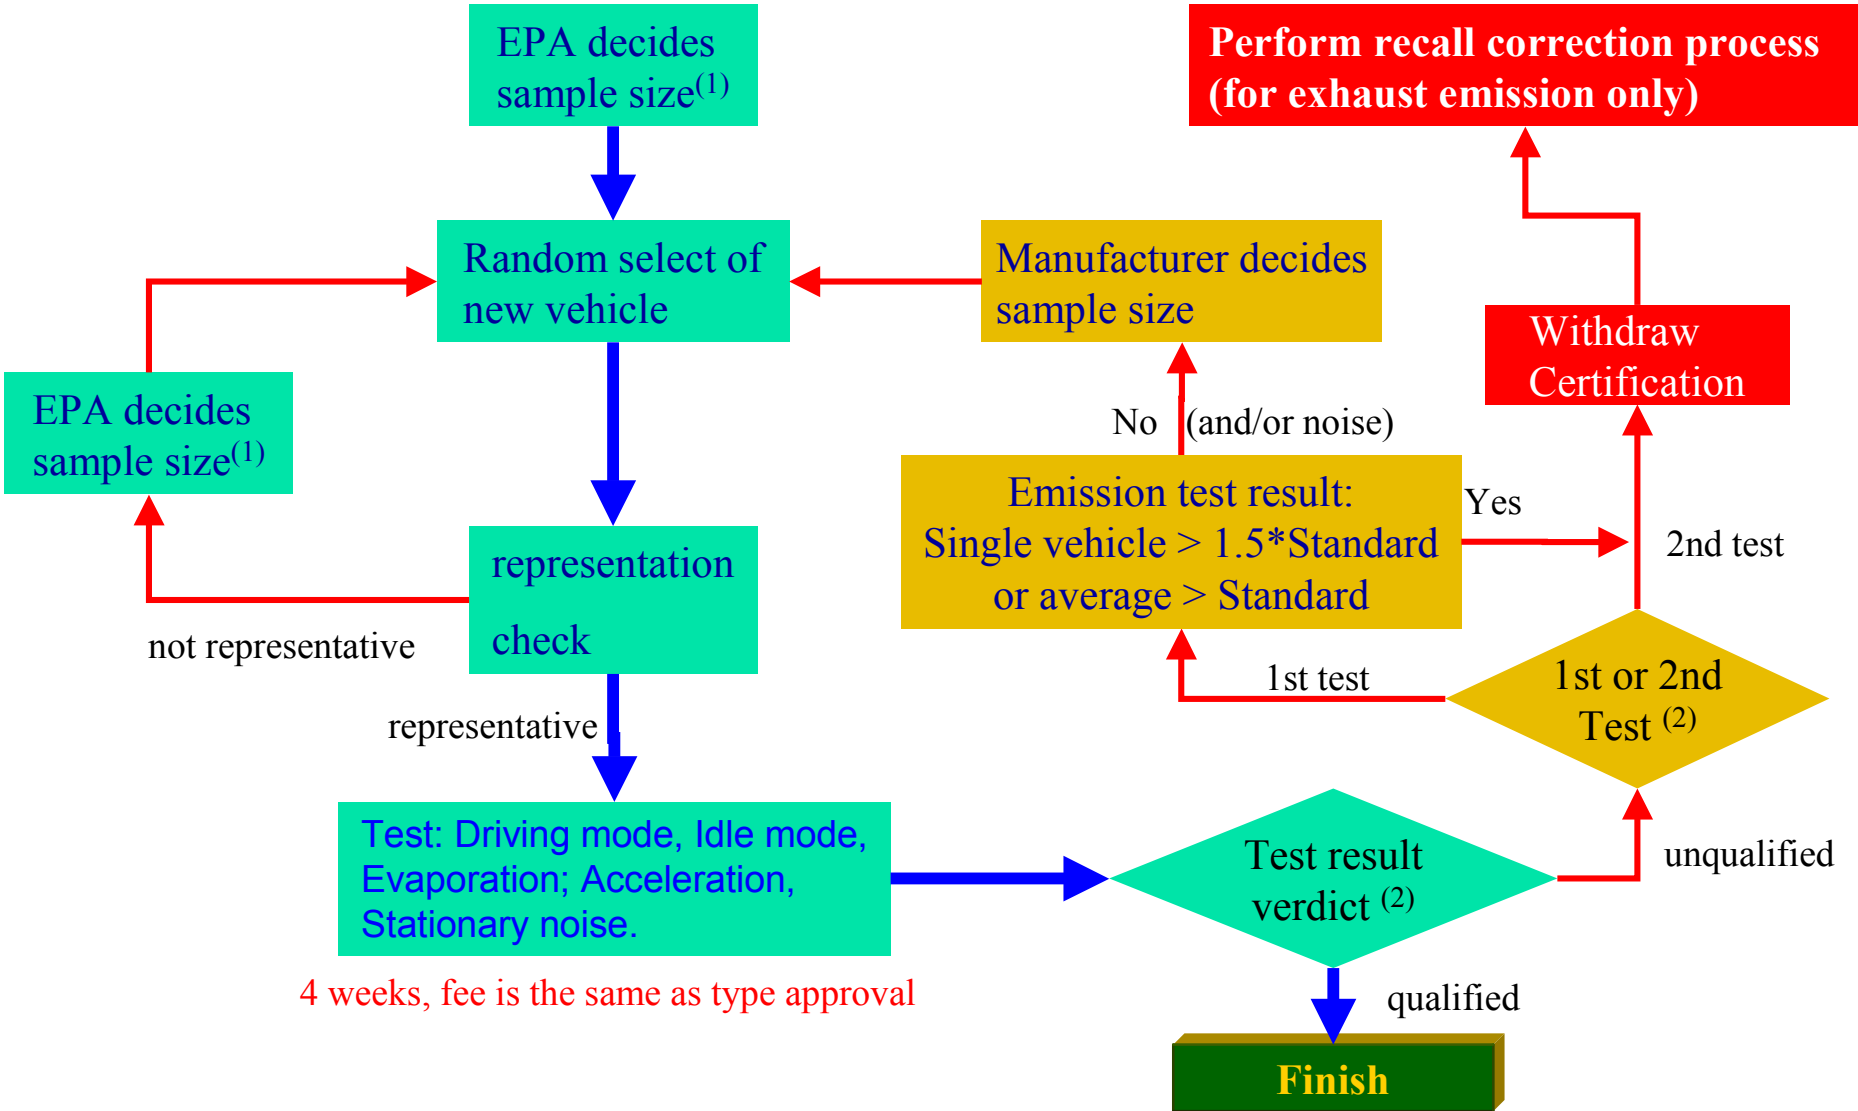 EPA decides
sample size(1)
Perform recall correction process
(for exhaust emission only)
Random select of
new vehicle
Manufacturer decides
sample size
Withdraw
Certification
EPA decides
sample size(1)
No (and/or noise)
Emission test result:
Single vehicle > 1.5*Standard
or average > Standard
Yes
2nd test
representation
check
not representative
1st test
1st or 2nd
Test (2)
representative
Test: Driving mode, Idle mode,
Evaporation; Acceleration,
Stationary noise.
Test result
verdict (2)
unqualified
4 weeks, fee is the same as type approval
qualified
Finish